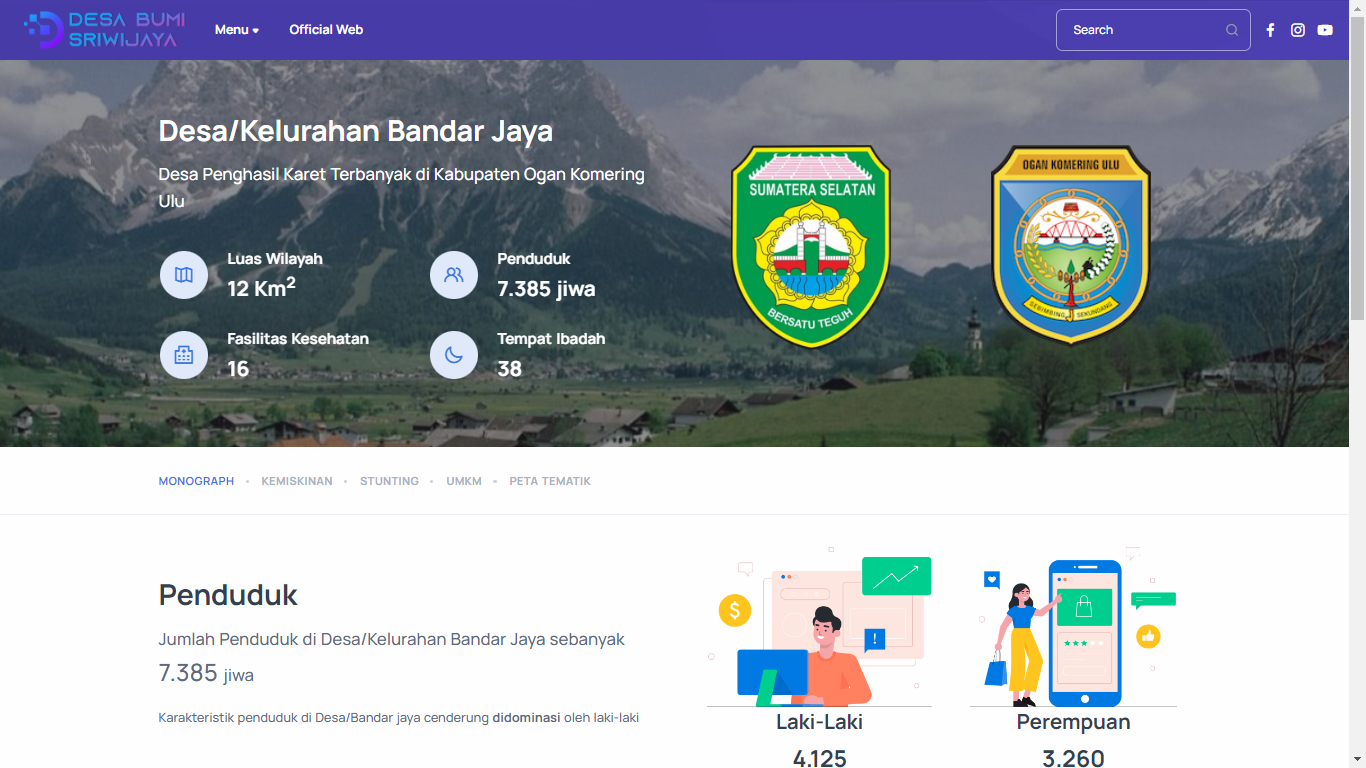 DESA BUMI
SRIWIJAYA
Menu
Official Web
Search
Desa/Kelurahan Bandar Jaya
Desa Penghasil Karet Terbanyak di Kabupaten Ogan Komering
Ulu
Luas Wilayah
12 Km²
Penduduk
7.385 jiwa
Fasilitas Kesehatan
16
Tempat Ibadah
38
SUMATERA SELATAN
BERSATU TEGUH
OGAN KOMERING ULU
SEBIMBING SEKUNDANG
MONOGRAPH • KEMISKINAN • STUNTING • UMKM • PETA TEMATIK
Penduduk
Jumlah Penduduk di Desa/Kelurahan Bandar Jaya sebanyak
7.385 jiwa
Karakteristik penduduk di Desa/Bandar jaya cenderung didominasi oleh laki-laki
$
!
Laki-Laki
4.125
Perempuan
3.260